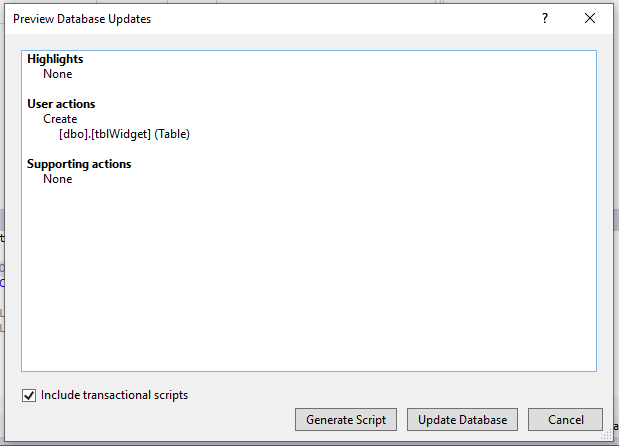 Preview Database Updates
?
Highlights
None
User actions
Create
[dbo].[tblWidget] (Table)
Supporting actions
None
Include transactional scripts
Generate Script
Update Database
Cancel